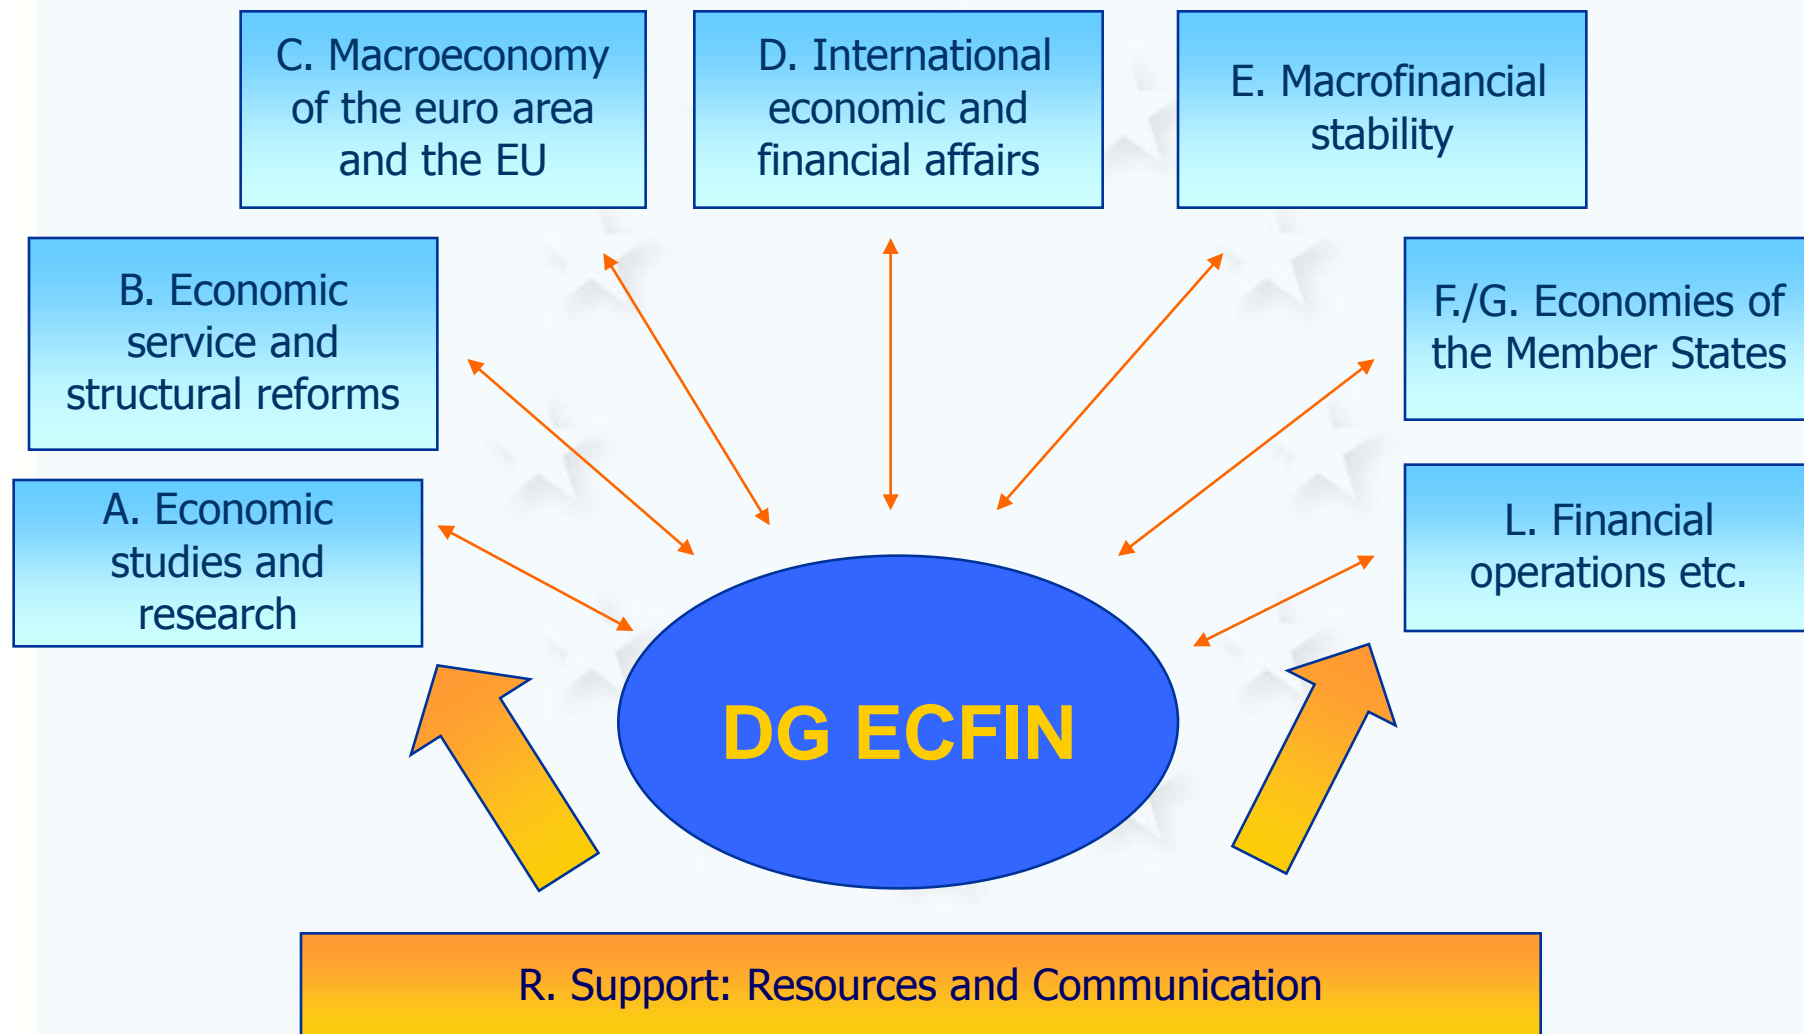 C. Macroeconomy
of the euro area
and the EU
D. International
economic and
financial affairs
E. Macrofinancial
stability
B. Economic
service and
structural reforms
F./G. Economies of
the Member States
A. Economic
studies and
research
L. Financial
operations etc.
DG ECFIN
R. Support: Resources and Communication